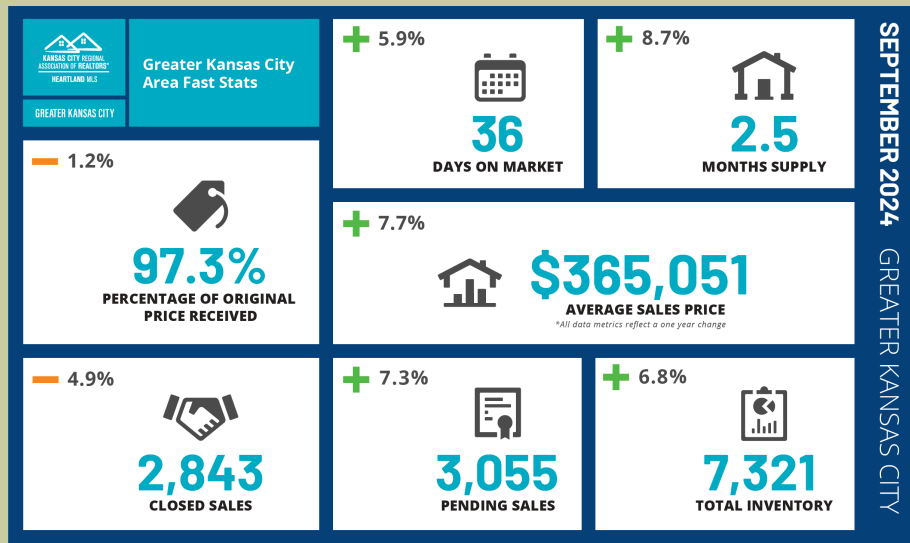 KANSAS CITY REGIONAL
ASSOCIATION OF REALTORS®
HEARTLAND MLS
GREATER KANSAS CITY
Greater Kansas City
Area Fast Stats
+ 5.9%
36
DAYS ON MARKET
+ 8.7%
2.5
MONTHS SUPPLY
- 1.2%
97.3%
PERCENTAGE OF ORIGINAL
PRICE RECEIVED
+ 7.7%
$365,051
AVERAGE SALES PRICE
*All data metrics reflect a one year change
- 4.9%
2,843
CLOSED SALES
+ 7.3%
3,055
PENDING SALES
+ 6.8%
7,321
TOTAL INVENTORY
SEPTEMBER 2024 GREATER KANSAS CITY